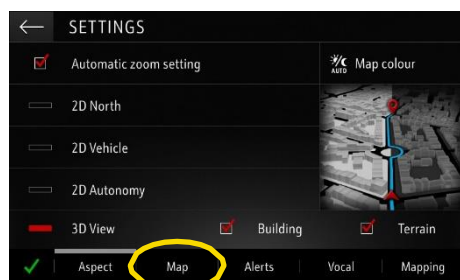 SETTINGS
Automatic zoom setting
AUTO Map colour
2D North
2D Vehicle
2D Autonomy
3D View Building Terrain
Aspect Map Alerts Vocal Mapping